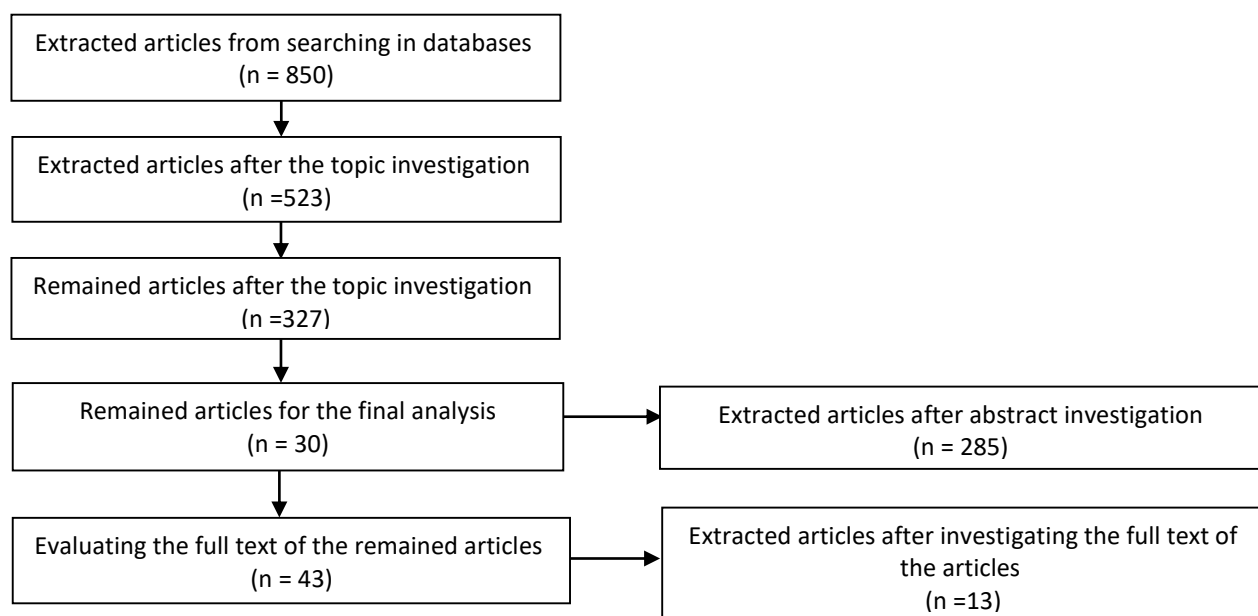 Extracted articles from searching in databases
(n = 850)
Extracted articles after the topic investigation
(n =523)
Remained articles after the topic investigation
(n =327)
Remained articles for the final analysis
(n = 30)
Extracted articles after abstract investigation
(n = 285)
Evaluating the full text of the remained articles
(n = 43)
Extracted articles after investigating the full text of
the articles
(n =13)